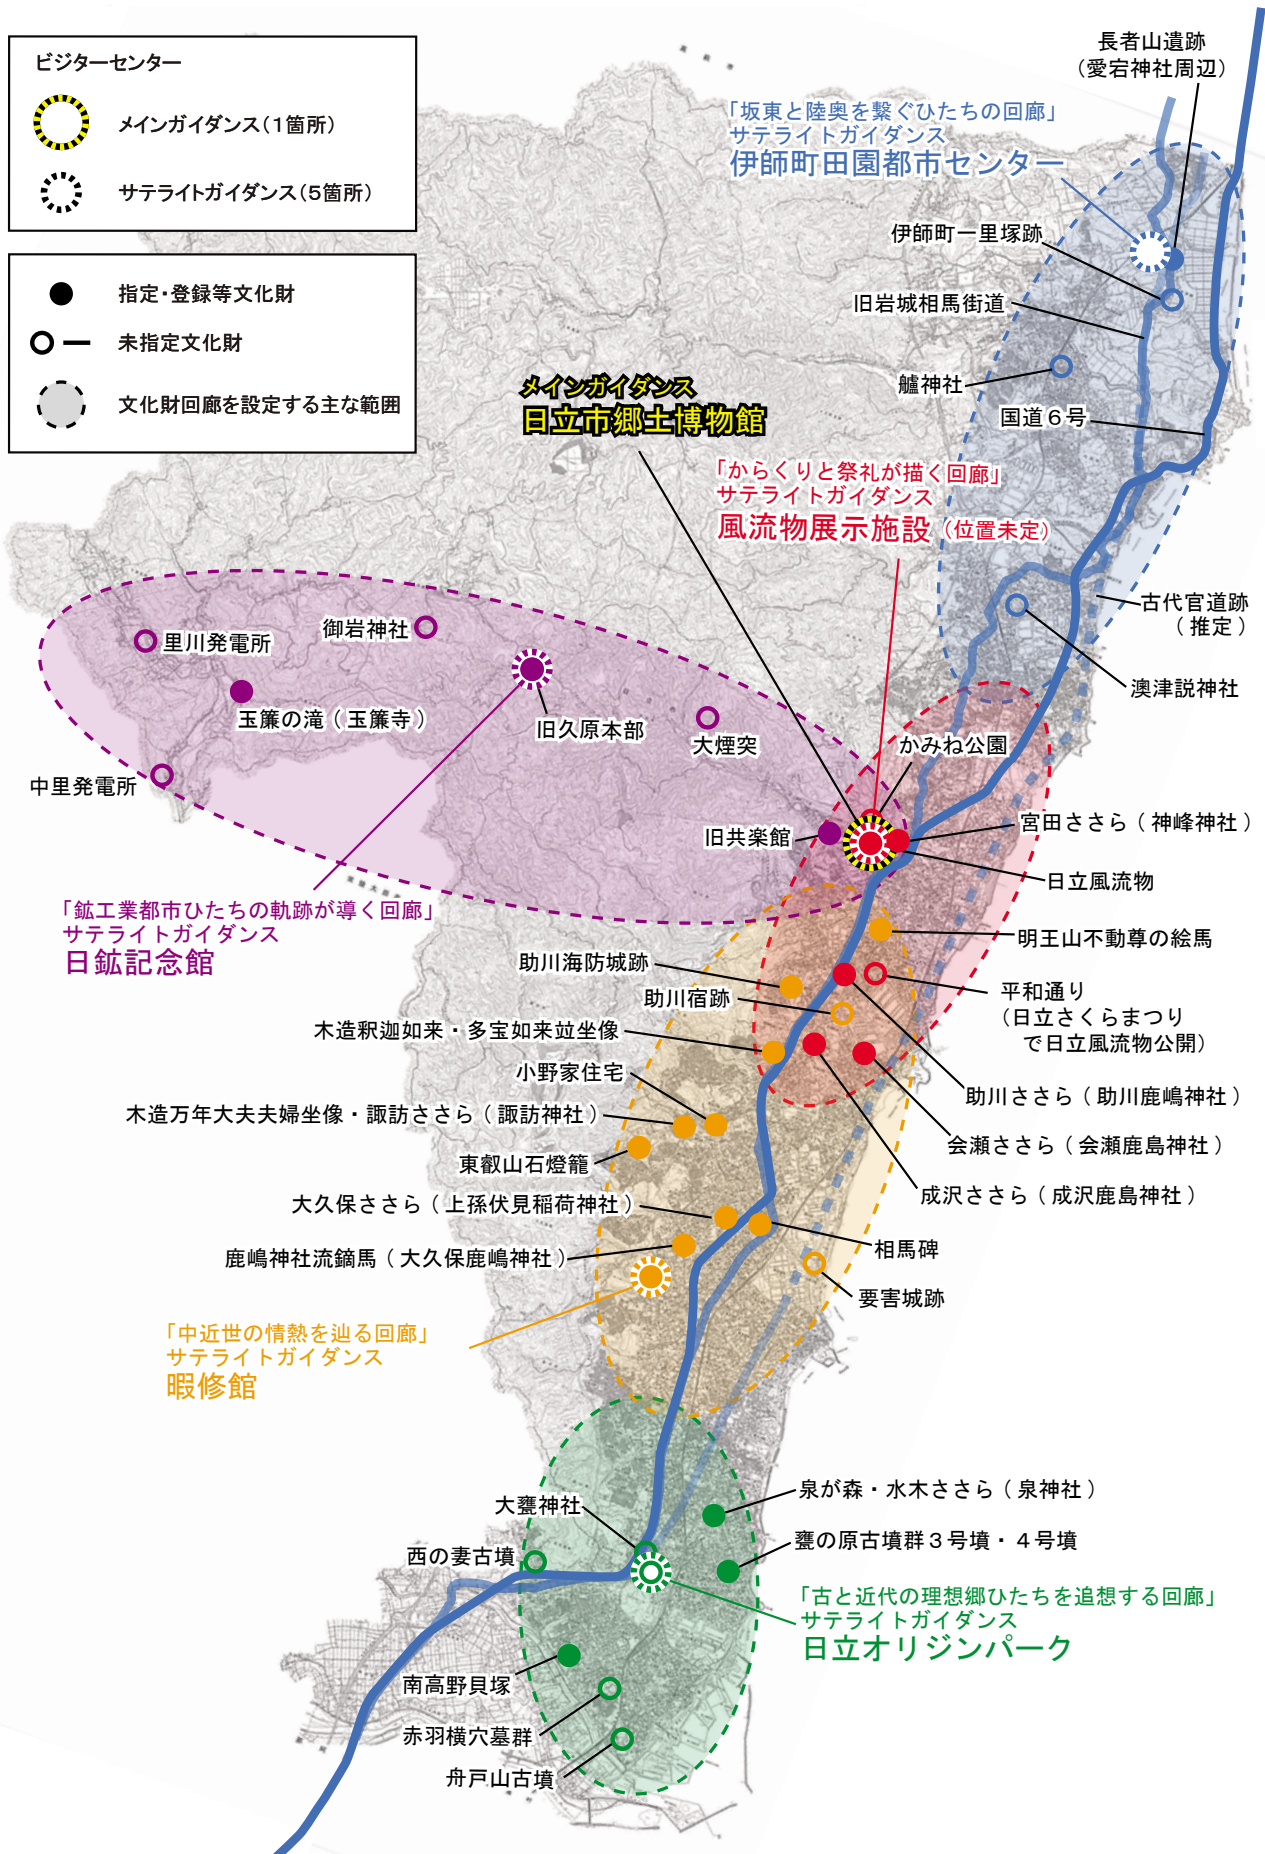 ビジターセンター
メインガイダンス(1箇所)
サテライトガイダンス(5箇所)
指定・登録等文化財
未指定文化財
文化財回廊を設定する主な範囲
長者山遺跡
(愛宕神社周辺)
「坂東と陸奥を繋ぐひたちの回廊」
サテライトガイダンス
伊師町田園都市センター
伊師町一里塚跡
旧岩城相馬街道
艫神社
国道6号
メインガイダンス
日立市郷土博物館
「からくりと祭礼が描く回廊」
サテライトガイダンス
風流物展示施設(位置未定)
古代官道跡
(推定)
澳津説神社
里川発電所
御岩神社
玉簾の滝(玉簾寺)
旧久原本部
大煙突
中里発電所
かみね公園
旧共楽館
宮田ささら(神峰神社)
日立風流物
「鉱工業都市ひたちの軌跡が導く回廊」
サテライトガイダンス
日鉱記念館
明王山不動尊の絵馬
助川海防城跡
助川宿跡
平和通り
(日立さくらまつり
で日立風流物公開)
木造釈迦如来・多宝如来竝坐像
小野家住宅
助川ささら(助川鹿嶋神社)
木造万年大夫夫婦坐像・諏訪ささら(諏訪神社)
会瀬ささら(会瀬鹿島神社)
東叡山石燈籠
成沢ささら(成沢鹿島神社)
大久保ささら(上孫伏見稲荷神社)
相馬碑
鹿嶋神社流鏑馬(大久保鹿嶋神社)
要害城跡
「中近世の情熱を辿る回廊」
サテライトガイダンス
暇修館
泉が森・水木ささら(泉神社)
大甕神社
甕の原古墳群3号墳・4号墳
西の妻古墳
「古と近代の理想郷ひたちを追想する回廊」
サテライトガイダンス
日立オリジンパーク
南高野貝塚
赤羽横穴墓群
舟戸山古墳